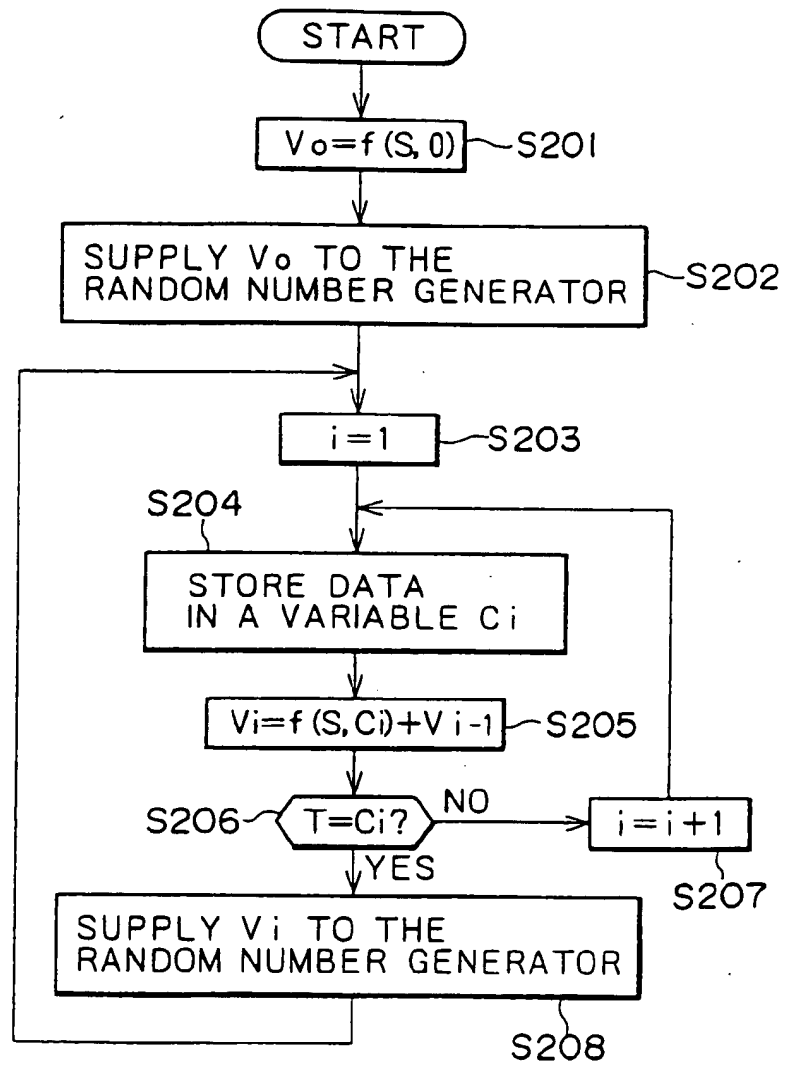 START
Vo=f(S,0)
S201
SUPPLY Vo TO THE
RANDOM NUMBER GENERATOR
S202
i=1
S203
S204
STORE DATA
IN A VARIABLE Ci
Vi=f(S,Ci)+Vi-1
S205
S206
T=Ci?
NO
i=i+1
S207
YES
SUPPLY Vi TO THE
RANDOM NUMBER GENERATOR
S208